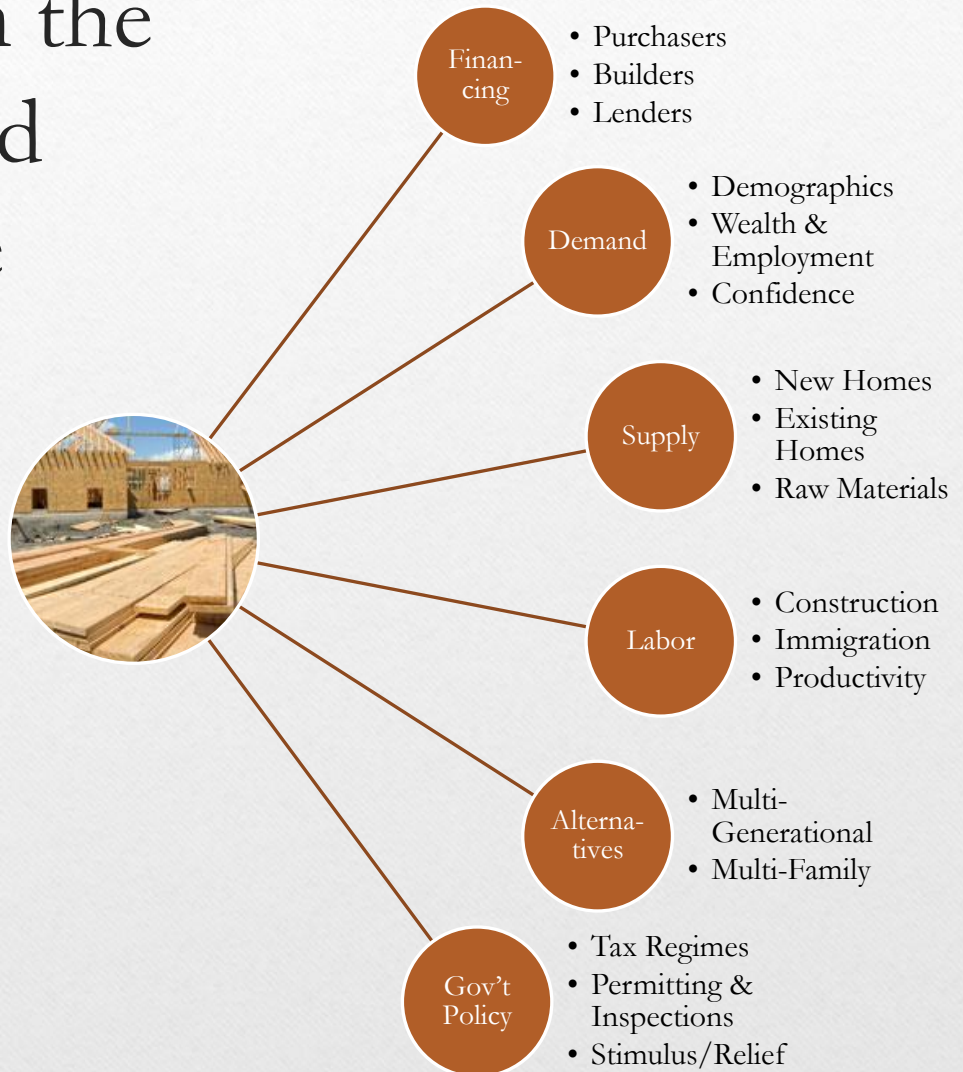 the
d
Finan-
cing
• Purchasers
• Builders
• Lenders
Demand
• Demographics
• Wealth &
Employment
• Confidence
Supply
• New Homes
• Existing
Homes
• Raw Materials
Labor
• Construction
• Immigration
• Productivity
Alterna-
tives
• Multi-
Generational
• Multi-Family
Gov't
Policy
• Tax Regimes
• Permitting &
Inspections
• Stimulus/Relief